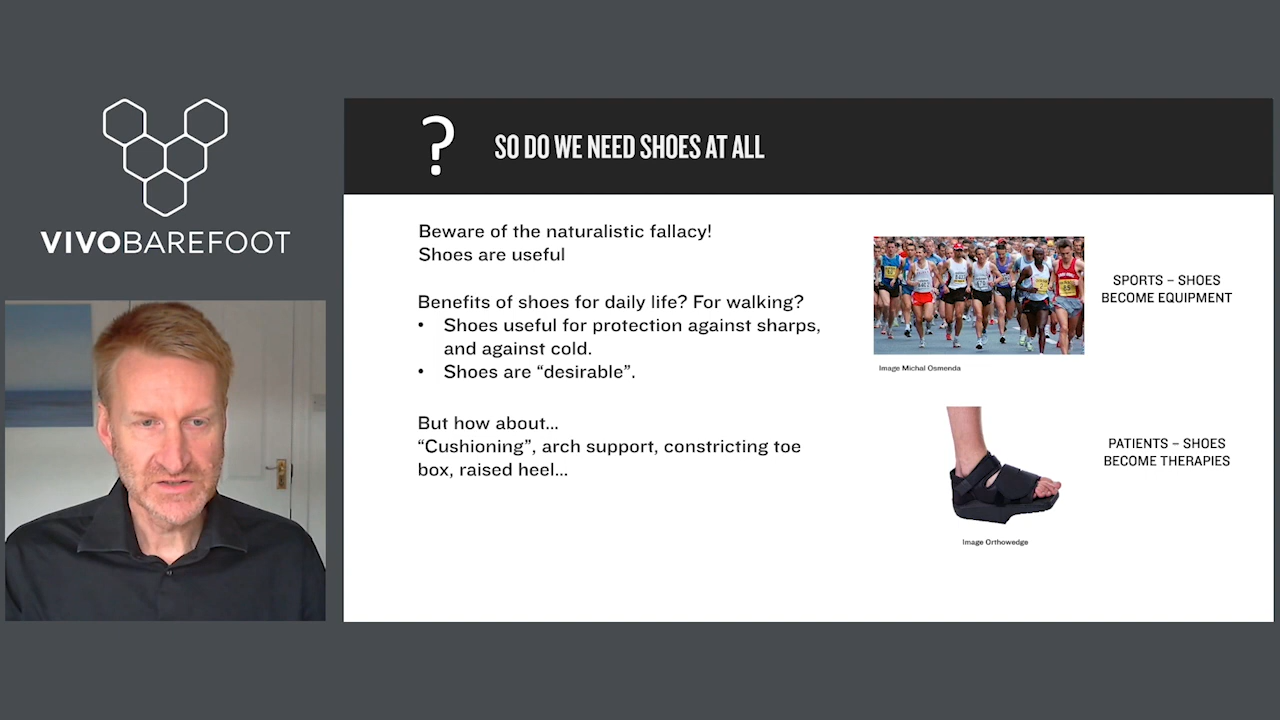 VIVOBAREFOOT
?
SO DO WE NEED SHOES AT ALL
Beware of the naturalistic fallacy!
Shoes are useful
Benefits of shoes for daily life? For walking?
• Shoes useful for protection against sharps,
and against cold.
• Shoes are “desirable”.
But how about...
“Cushioning”, arch support, constricting toe
box, raised heel...
SPORTS – SHOES
BECOME EQUIPMENT
Image Michal Osmenda
PATIENTS – SHOES
BECOME THERAPIES
Image Orthowedge